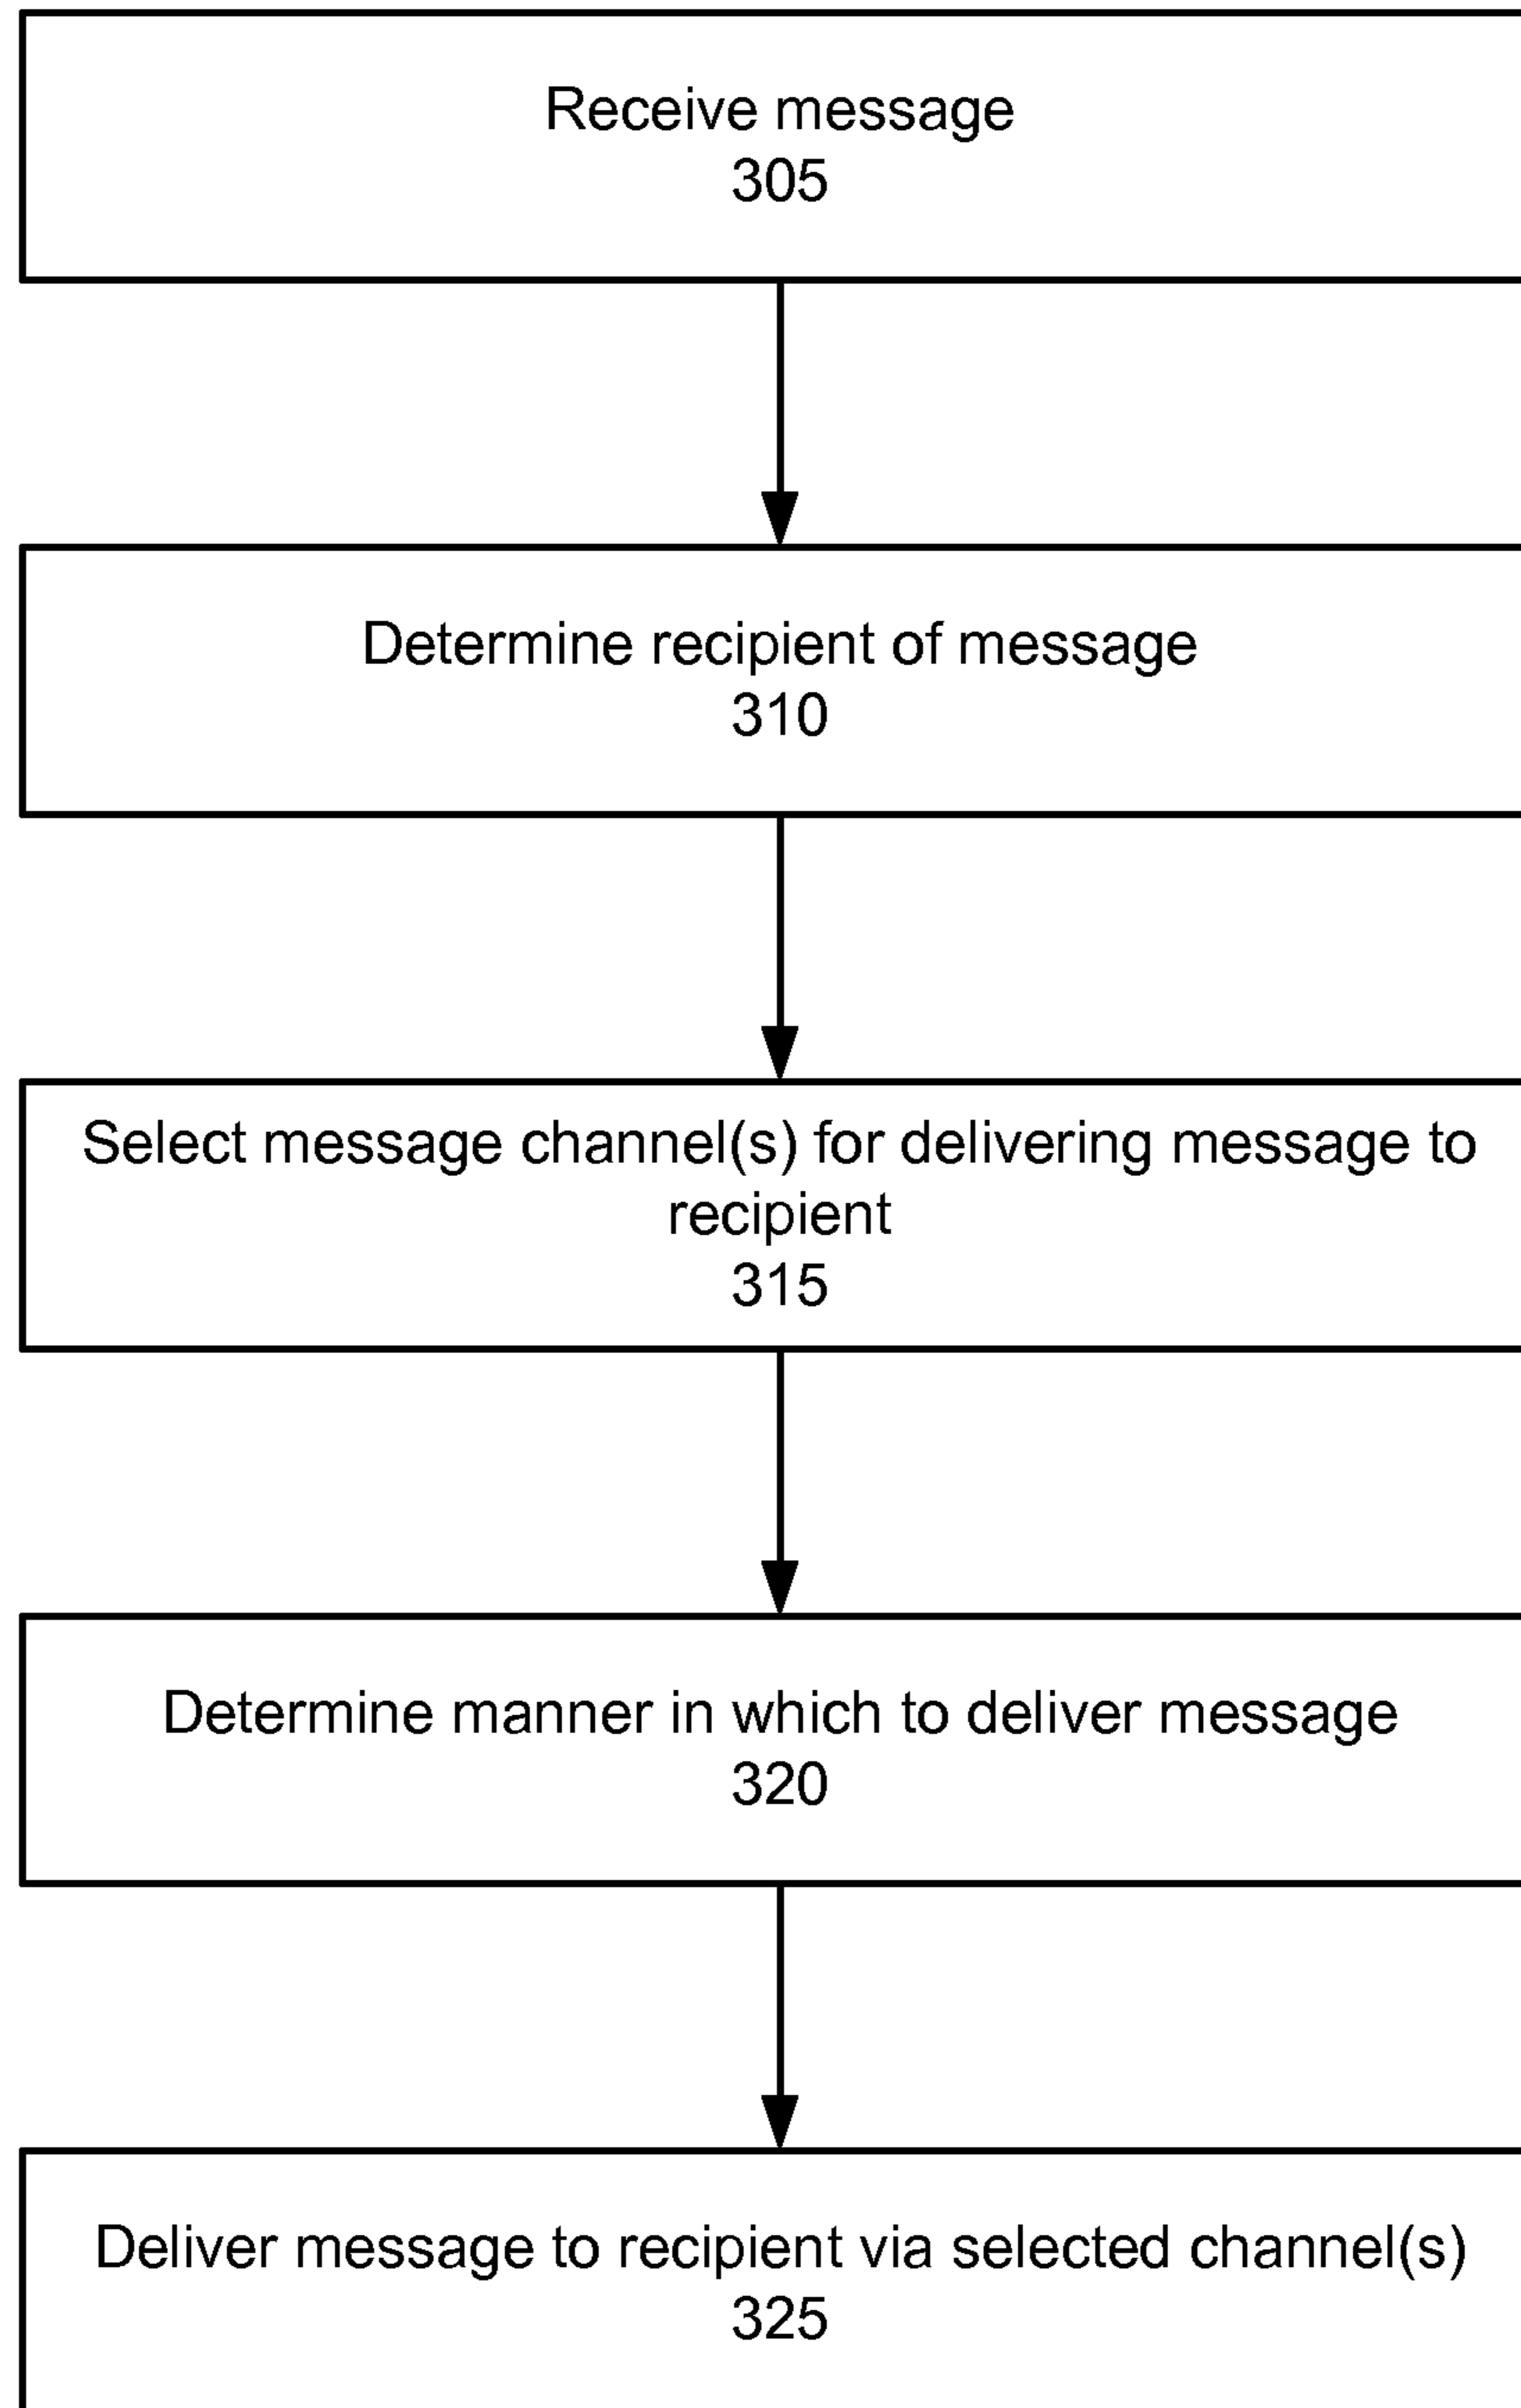 Receive message
305
Determine recipient of message
310
Select message channel(s) for delivering message to
recipient
315
Determine manner in which to deliver message
320
Deliver message to recipient via selected channel(s)
325